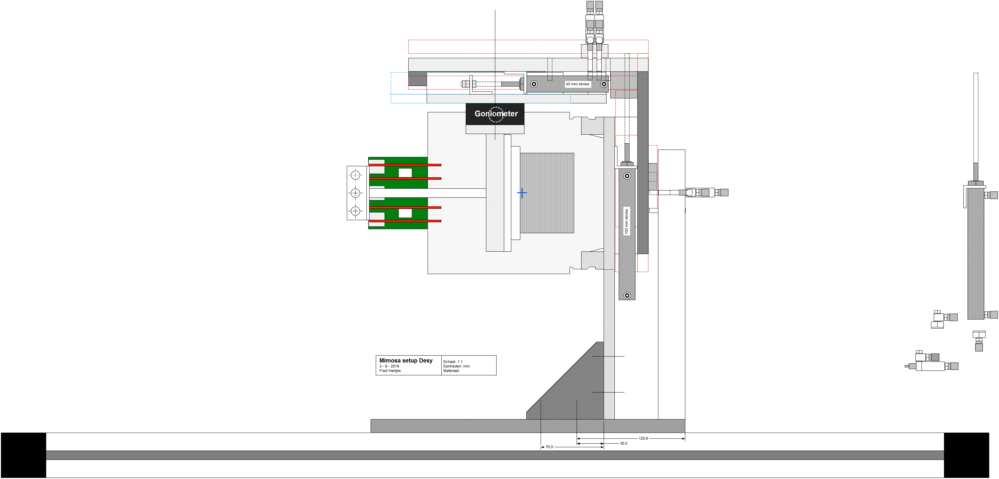 45 mm stroke
Goniometer
100 mm stroke
Mimosa setup Desy
3 - 9 - 2019
Fred Hartjes
Schaal: 1:1
Eenheden: mm
Materiaal:
120.6
30.0
70.0